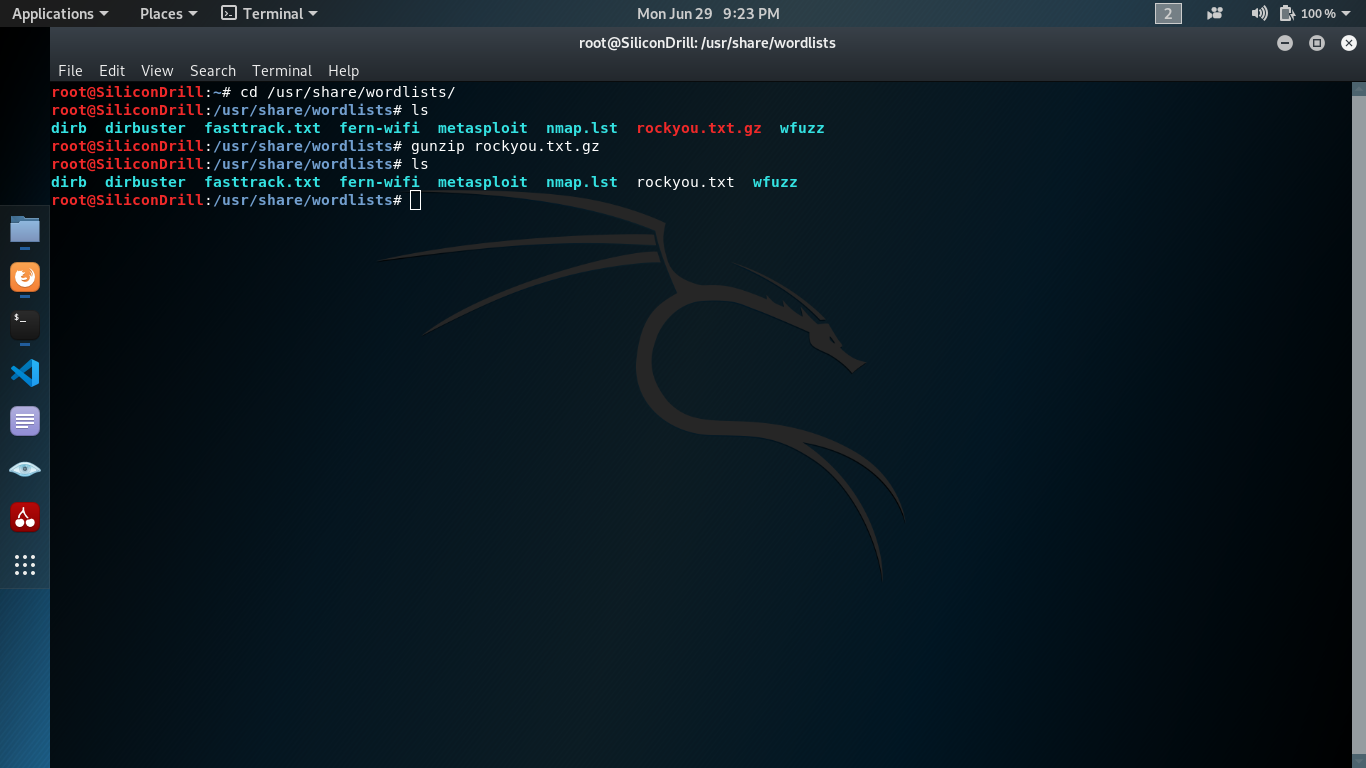 Applications Places Terminal Mon Jun 29 9:23 PM 2 100 %
root@SiliconDrill: /usr/share/wordlists
File Edit View Search Terminal Help
root@SiliconDrill:~# cd /usr/share/wordlists/
root@SiliconDrill:/usr/share/wordlists# ls
dirb dirbuster fasttrack.txt fern-wifi metasploit nmap.lst rockyou.txt.gz wfuzz
root@SiliconDrill:/usr/share/wordlists# gunzip rockyou.txt.gz
root@SiliconDrill:/usr/share/wordlists# ls
dirb dirbuster fasttrack.txt fern-wifi metasploit nmap.lst rockyou.txt wfuzz
root@SiliconDrill:/usr/share/wordlists#
$_